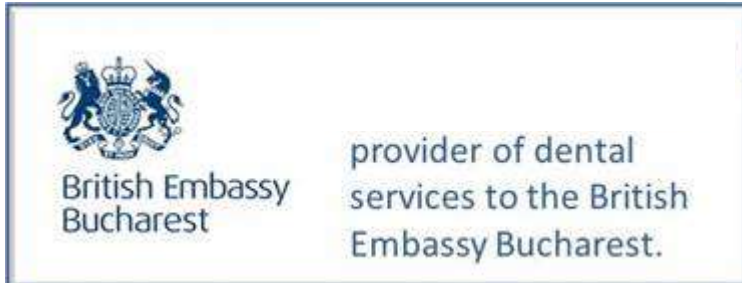 British Embassy
Bucharest
provider of dental
services to the British
Embassy Bucharest.